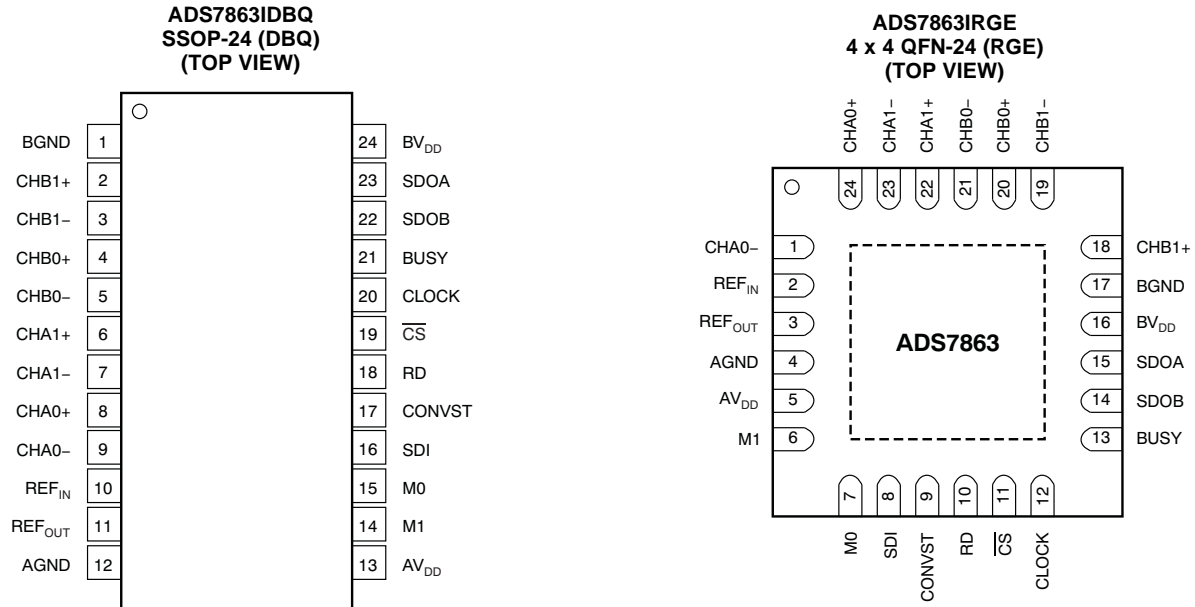 ADS7863IDBQ
SSOP-24 (DBQ)
(TOP VIEW)
BGND 1
CHB1+ 2
CHB1− 3
CHB0+ 4
CHB0− 5
CHA1+ 6
CHA1− 7
CHA0+ 8
CHA0− 9
REFIN 10
REFOUT 11
AGND 12
24 BVDD
23 SDOA
22 SDOB
21 BUSY
20 CLOCK
19 CS
18 RD
17 CONVST
16 SDI
15 M0
14 M1
13 AVDD
ADS7863IRGE
4 x 4 QFN-24 (RGE)
(TOP VIEW)
CHA0+ 24
CHA1− 23
CHA1+ 22
CHB0− 21
CHB0+ 20
CHB1− 19
CHA0− 1
REFIN 2
REFOUT 3
AGND 4
AVDD 5
M1 6
ADS7863
18 CHB1+
17 BGND
16 BVDD
15 SDOA
14 SDOB
13 BUSY
7 M0
8 SDI
9 CONVST
10 RD
11 CS
12 CLOCK